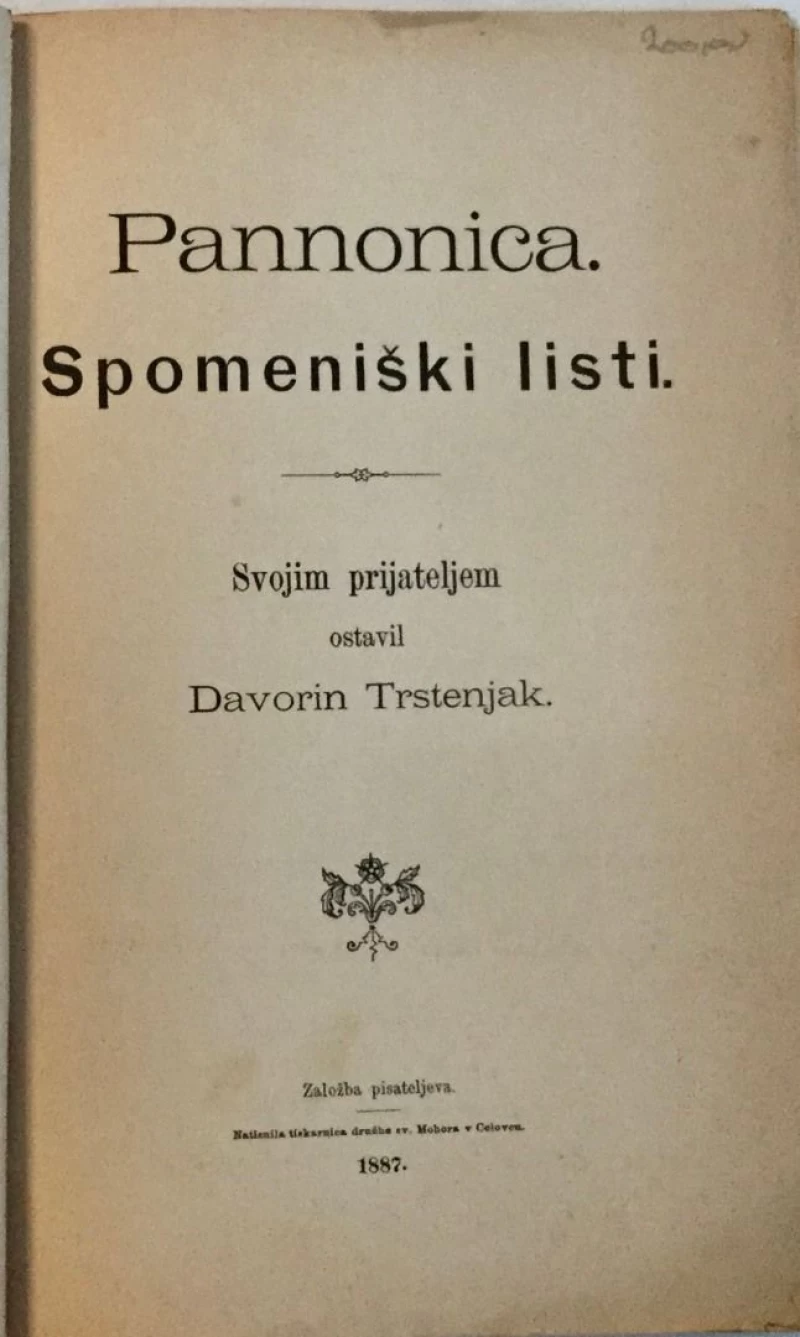 Pannonica.
Spomeniški listi.
Svojim prijateljem
ostavil
Davorin Trstenjak.
Založba pisateljeva.
Natisnila tiskarnica družbe sv. Mohora v Celovcu.
1887.